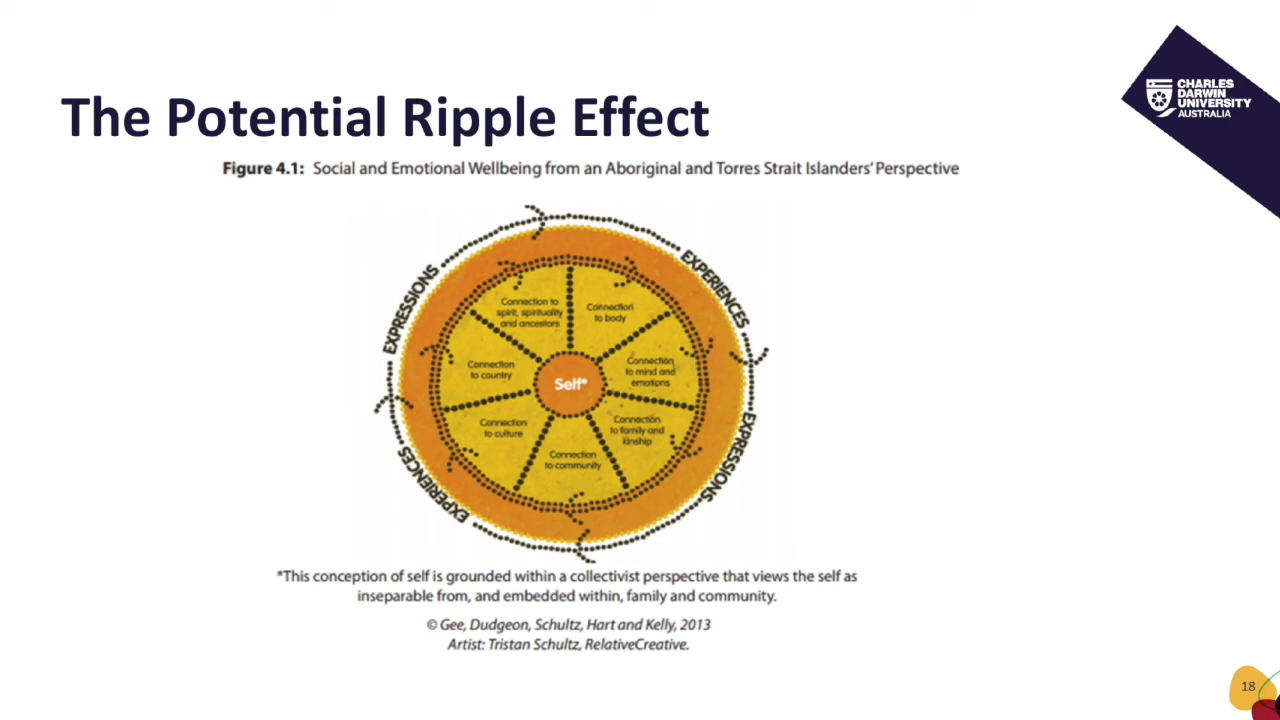 CHARLES
DARWIN
UNIVERSITY
AUSTRALIA
The Potential Ripple Effect
Figure 4.1: Social and Emotional Wellbeing from an Aboriginal and Torres Strait Islanders' Perspective
EXPRESSIONS
EXPERIENCES
Connection to
spirit, spirituality
and ancestors
Connection
to body
Connection
to country
Self*
Connection
to mind and
emotions
Connection
to culture
Connection
to family and
kinship
Connection
to community
EXPERIENCES
EXPRESSIONS
*This conception of self is grounded within a collectivist perspective that views the self as
inseparable from, and embedded within, family and community.
© Gee, Dudgeon, Schultz, Hart and Kelly, 2013
Artist: Tristan Schultz, RelativeCreative.
18